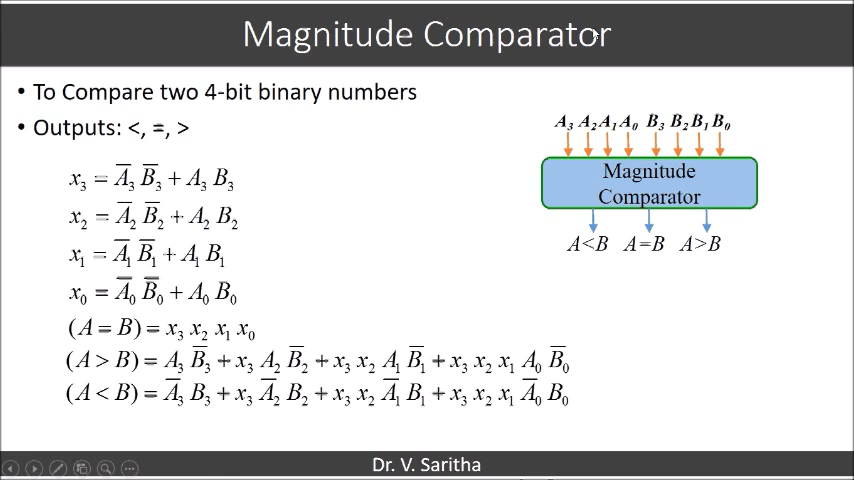 Magnitude Comparator
• To Compare two 4-bit binary numbers
• Outputs: <, =, >
x₃ = A̅₃ B̅₃ + A₃ B₃
x₂ = A̅₂ B̅₂ + A₂ B₂
x₁ = A̅₁ B̅₁ + A₁ B₁
x₀ = A̅₀ B̅₀ + A₀ B₀
(A = B) = x₃ x₂ x₁ x₀
(A > B) = A₃ B̅₃ + x₃ A₂ B̅₂ + x₃ x₂ A₁ B̅₁ + x₃ x₂ x₁ A₀ B̅₀
(A < B) = A̅₃ B₃ + x₃ A̅₂ B₂ + x₃ x₂ A̅₁ B₁ + x₃ x₂ x₁ A̅₀ B₀
A₃ A₂ A₁ A₀ B₃ B₂ B₁ B₀
Magnitude
Comparator
A<B A=B A>B
Dr. V. Saritha